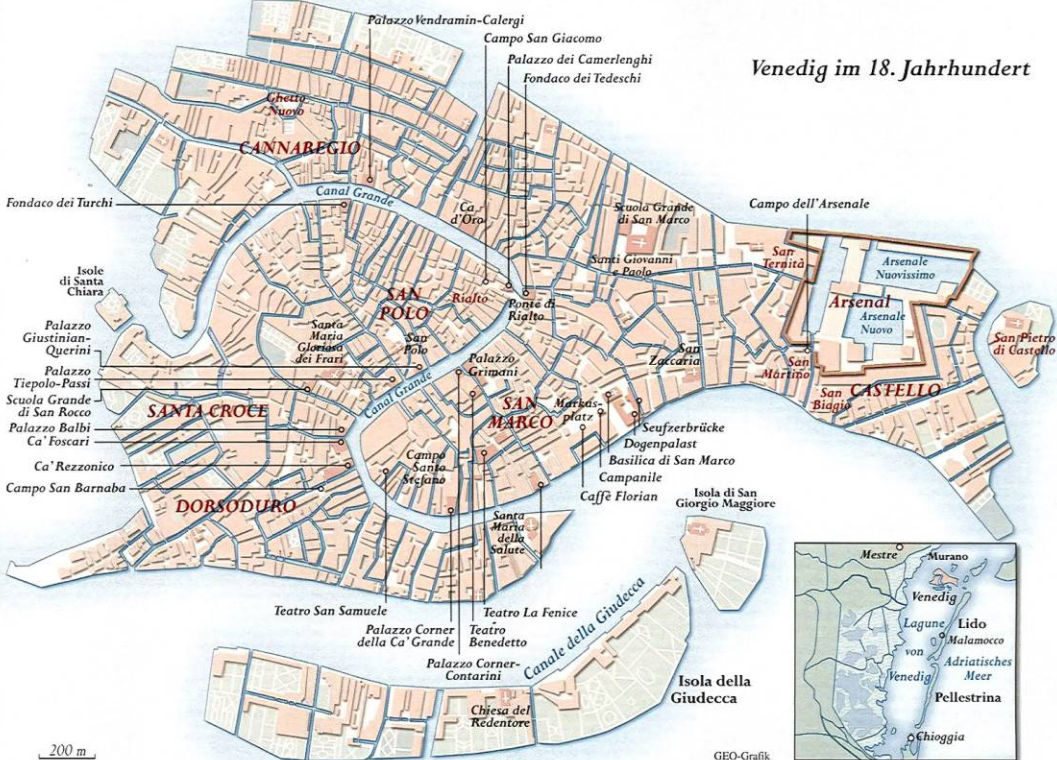 Palazzo Vendramin-Calergi
Campo San Giacomo
Palazzo dei Camerlenghi
Fondaco dei Tedeschi
Venedig im 18. Jahrhundert
Ghetto
Nuovo
CANNAREGIO
Canal Grande
Fondaco dei Turchi
Ca
d'Oro
Scuola Grande
di San Marco
Campo dell'Arsenale
Santi Giovanni
e Paolo
San
Ternità
Arsenale
Nuovissimo
Isole
di Santa
Chiara
SAN
POLO
Rialto
Ponte di
Rialto
Arsenal
Arsenale
Nuovo
Palazzo
Giustinian-
Querini
Santa
Maria
Gloriosa
dei Frari
San
Polo
San
Zaccaria
San Pietro
di Castello
Palazzo
Tiepolo-Passi
Palazzo
Grimani
San
Martino
Scuola Grande
di San Rocco
Canal Grande
SANTA CROCE
SAN
MARCO
Markus-
platz
San
Biagio
CASTELLO
Palazzo Balbi
Ca' Foscari
Seufzerbrücke
Dogenpalast
Basilica di San Marco
Campanile
Caffè Florian
Ca' Rezzonico
Campo
Santo
Stefano
Campo San Barnaba
DORSODURO
Santa
Maria
della
Salute
Isola di San
Giorgio Maggiore
Teatro San Samuele
Palazzo Corner
della Ca' Grande
Teatro La Fenice
Teatro
Benedetto
Palazzo Corner-
Contarini
Canale della Giudecca
Isola della
Giudecca
Chiesa del
Redentore
Mestre
Murano
Venedig
Lagune
von
Venedig
Lido
Malamocco
Adriatisches
Meer
Pellestrina
Chioggia
200 m
GEO-Grafik